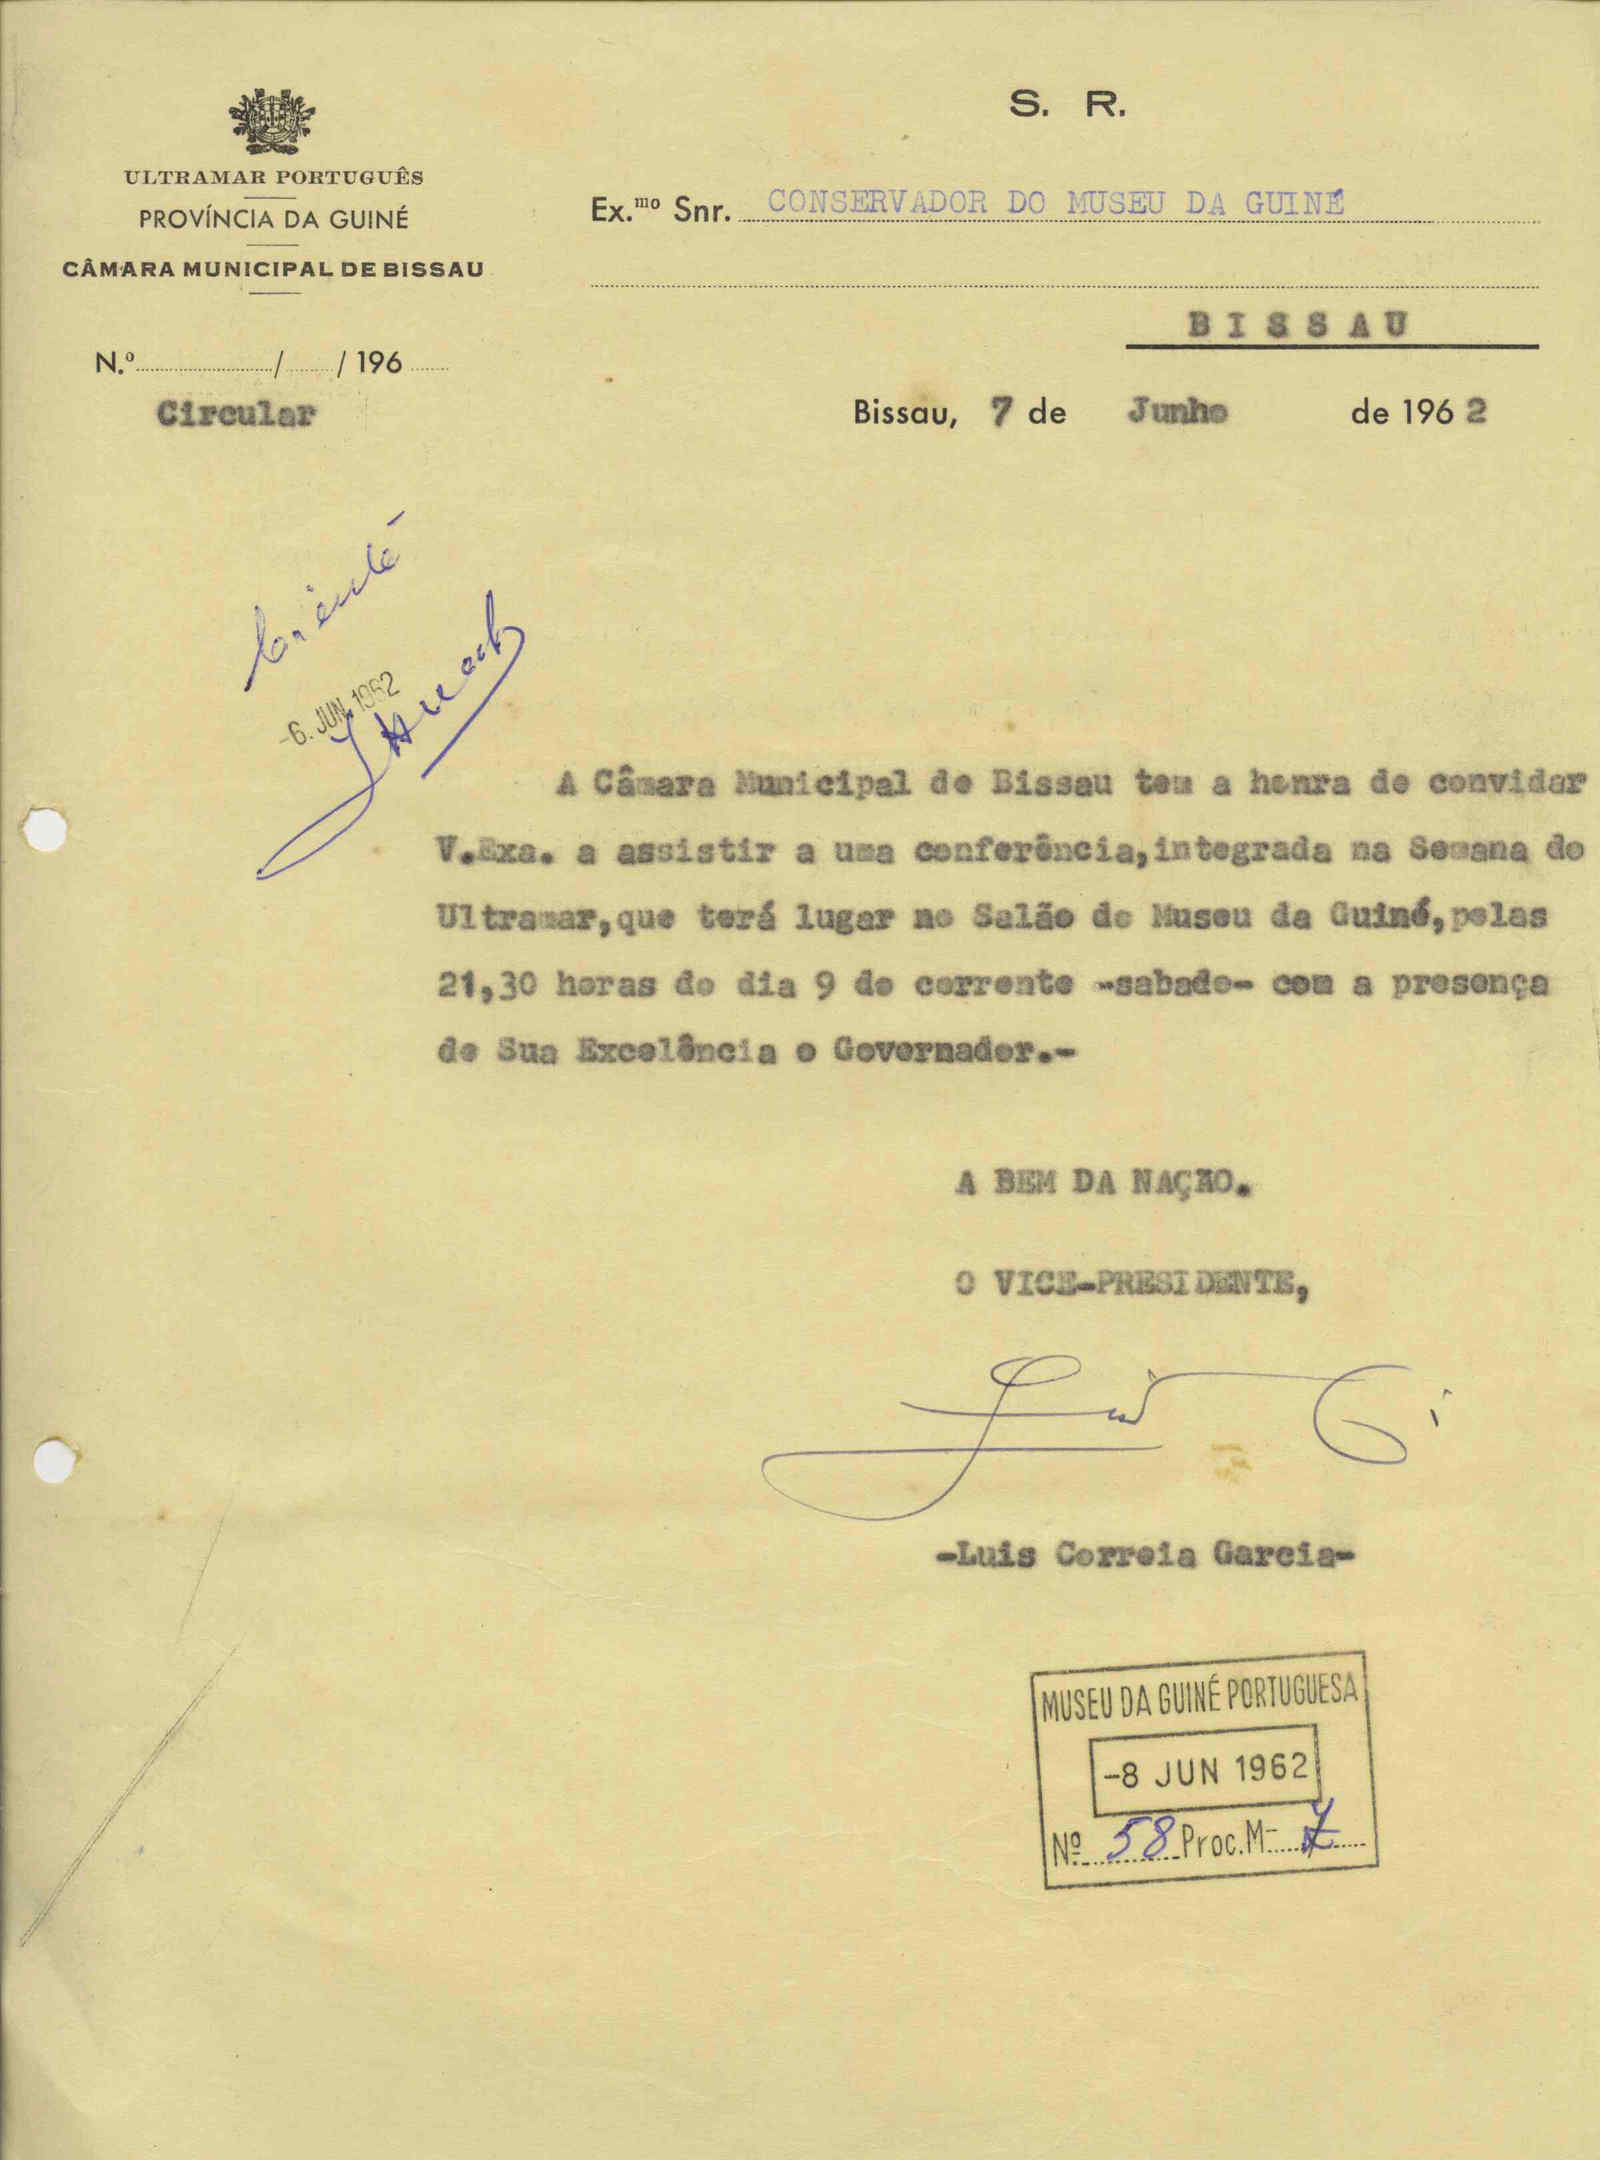 S. R.
ULTRAMAR PORTUGUÊS
PROVÍNCIA DA GUINÉ
CÂMARA MUNICIPAL DE BISSAU
Ex.mo Snr. CONSERVADOR DO MUSEU DA GUINÉ
BISSAU
N.º / / 196
Circular
Bissau, 7 de Junho de 1962
Ciente
-6. JUN. 1962
A Câmara Municipal de Bissau tem a honra de convidar
V.Exa. a assistir a uma conferência,integrada na Semana do
Ultramar,que terá lugar no Salão do Museu da Guiné,pelas
21,30 horas do dia 9 do corrente -sabado- com a presença
de Sua Excelência o Governador.-
A BEM DA NAÇÃO.
O VICE-PRESIDENTE,
-Luis Correia Garcia-
MUSEU DA GUINÉ PORTUGUESA
-8 JUN 1962
Nº 58 Proc. M- 7